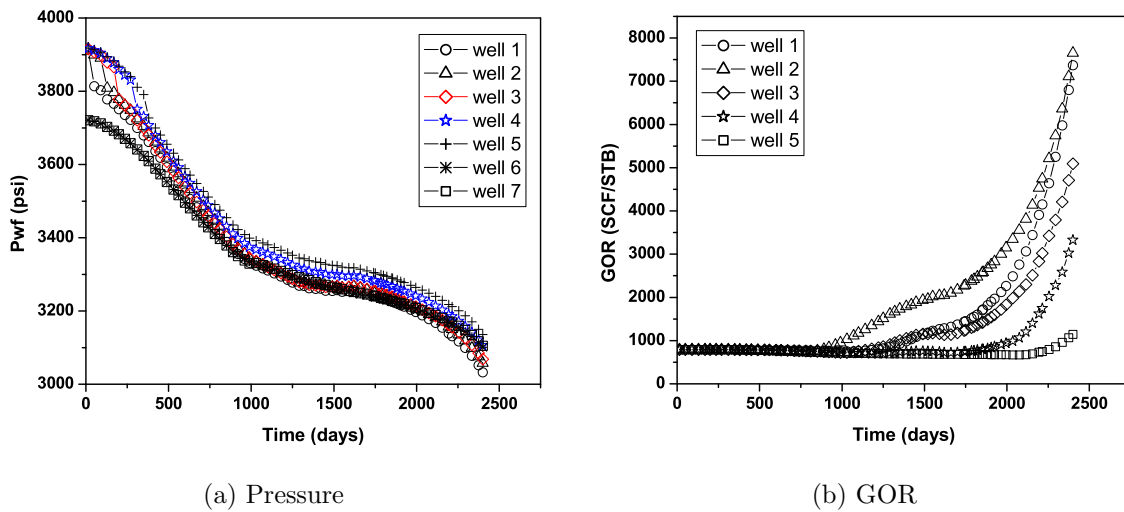 4000
3800
3600
3400
3200
3000
Pwf (psi)
0
500
1000
1500
2000
2500
Time (days)
well 1
well 2
well 3
well 4
well 5
well 6
well 7
(a) Pressure
8000
7000
6000
5000
4000
3000
2000
1000
0
GOR (SCF/STB)
0
500
1000
1500
2000
2500
Time (days)
well 1
well 2
well 3
well 4
well 5
(b) GOR